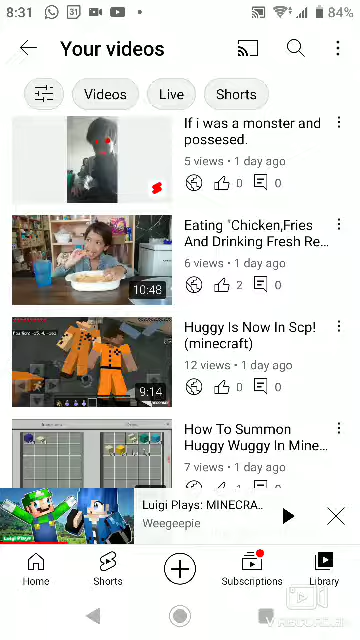 8:31
31
84%
Your videos
Videos
Live
Shorts
If i was a monster and
possesed.
5 views • 1 day ago
0
0
Eating "Chicken,Fries
And Drinking Fresh Re...
6 views • 1 day ago
2
0
10:48
Huggy Is Now In Scp!
(minecraft)
12 views • 1 day ago
0
0
9:14
How To Summon
Huggy Wuggy In Mine...
7 views • 1 day ago
Luigi Plays: MINECRA..
Weegeepie
Luigi Plays
Home
Shorts
Subscriptions
Library